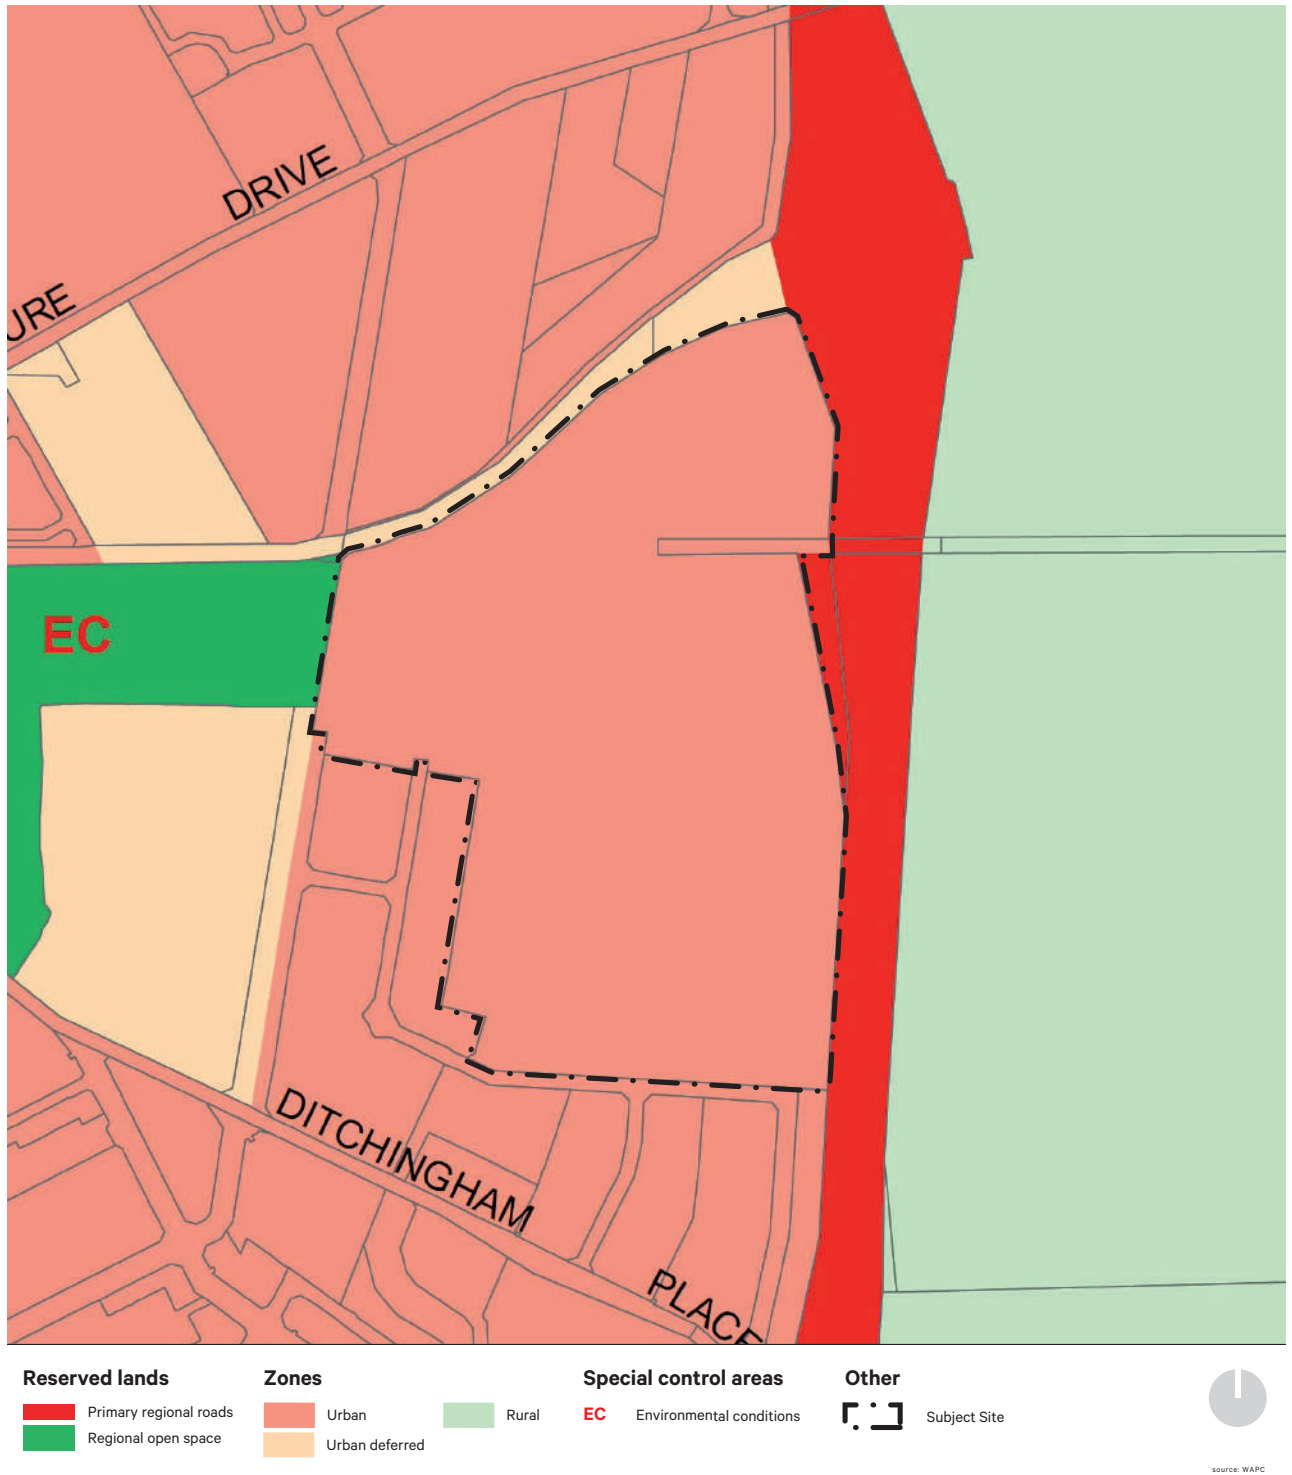 DRIVE
URE
EC
DITCHINGHAM
PLACE
Reserved lands
Primary regional roads
Regional open space
Zones
Urban
Urban deferred
Rural
Special control areas
EC Environmental conditions
Other
Subject Site
source: WAPC